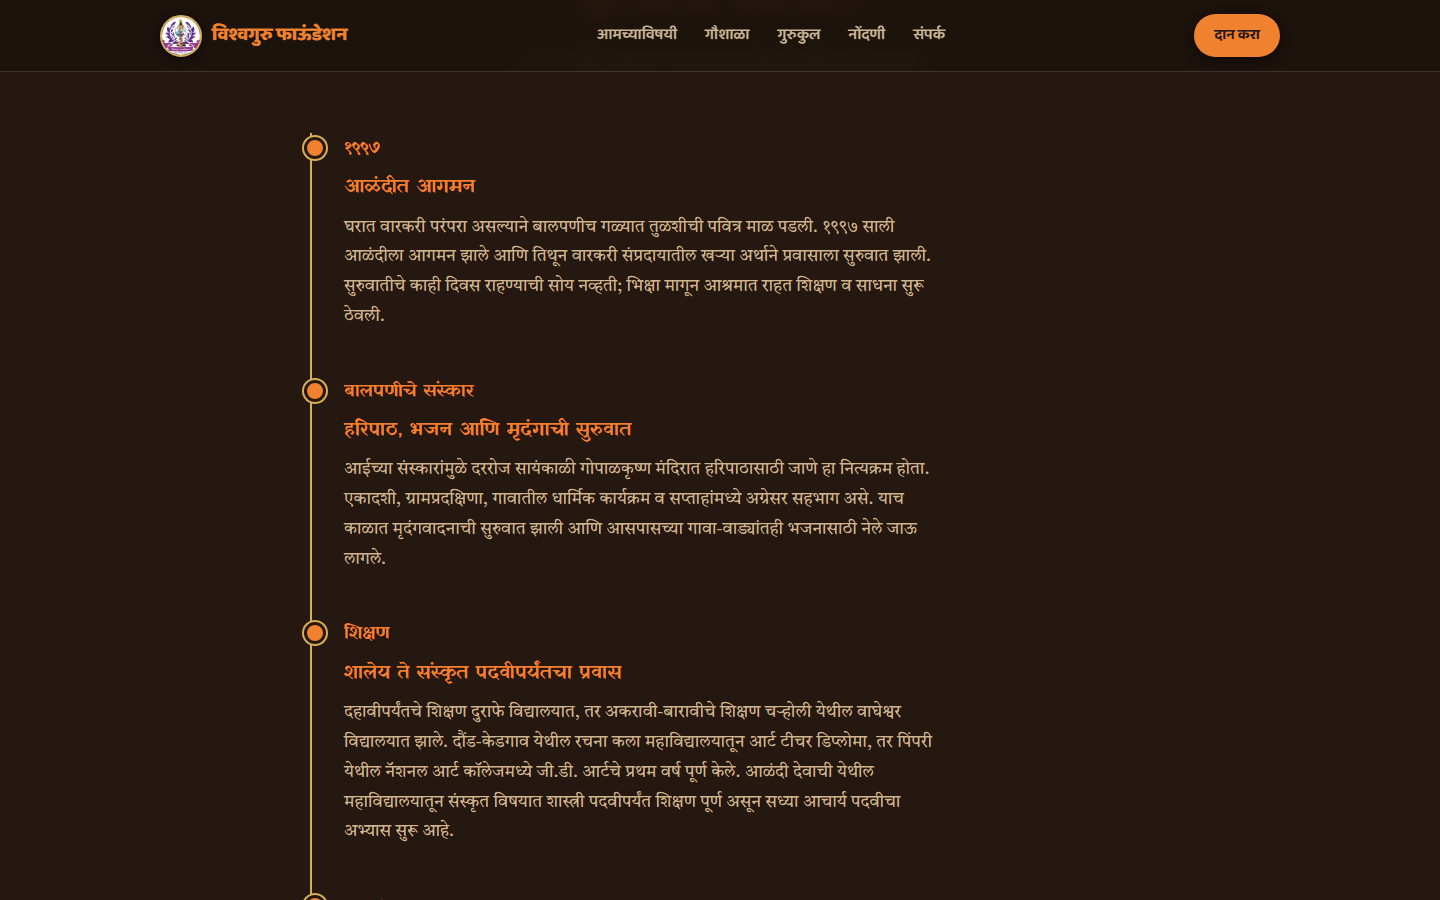 विश्वगुरु फाऊंडेशन
आमच्याविषयी
गौशाळा
गुरुकुल
नोंदणी
संपर्क
दान करा
१९९७
आळंदीत आगमन
घरात वारकरी परंपरा असल्याने बालपणीच गळ्यात तुळशीची पवित्र माळ पडली. १९९७ साली
आळंदीला आगमन झाले आणि तिथून वारकरी संप्रदायातील खऱ्या अर्थाने प्रवासाला सुरुवात झाली.
सुरुवातीचे काही दिवस राहण्याची सोय नव्हती; भिक्षा मागून आश्रमात राहत शिक्षण व साधना सुरू
ठेवली.
बालपणीचे संस्कार
हरिपाठ, भजन आणि मृदंगाची सुरुवात
आईच्या संस्कारांमुळे दररोज सायंकाळी गोपाळकृष्ण मंदिरात हरिपाठासाठी जाणे हा नित्यक्रम होता.
एकादशी, ग्रामप्रदक्षिणा, गावातील धार्मिक कार्यक्रम व सप्ताहांमध्ये अग्रेसर सहभाग असे. याच
काळात मृदंगवादनाची सुरुवात झाली आणि आसपासच्या गावा-वाड्यांतही भजनासाठी नेले जाऊ
लागले.
शिक्षण
शालेय ते संस्कृत पदवीपर्यंतचा प्रवास
दहावीपर्यंतचे शिक्षण दुराफे विद्यालयात, तर अकरावी-बारावीचे शिक्षण चऱ्होली येथील वाघेश्वर
विद्यालयात झाले. दौंड-केडगाव येथील रचना कला महाविद्यालयातून आर्ट टीचर डिप्लोमा, तर पिंपरी
येथील नॅशनल आर्ट कॉलेजमध्ये जी.डी. आर्टचे प्रथम वर्ष पूर्ण केले. आळंदी देवाची येथील
महाविद्यालयातून संस्कृत विषयात शास्त्री पदवीपर्यंत शिक्षण पूर्ण असून सध्या आचार्य पदवीचा
अभ्यास सुरू आहे.